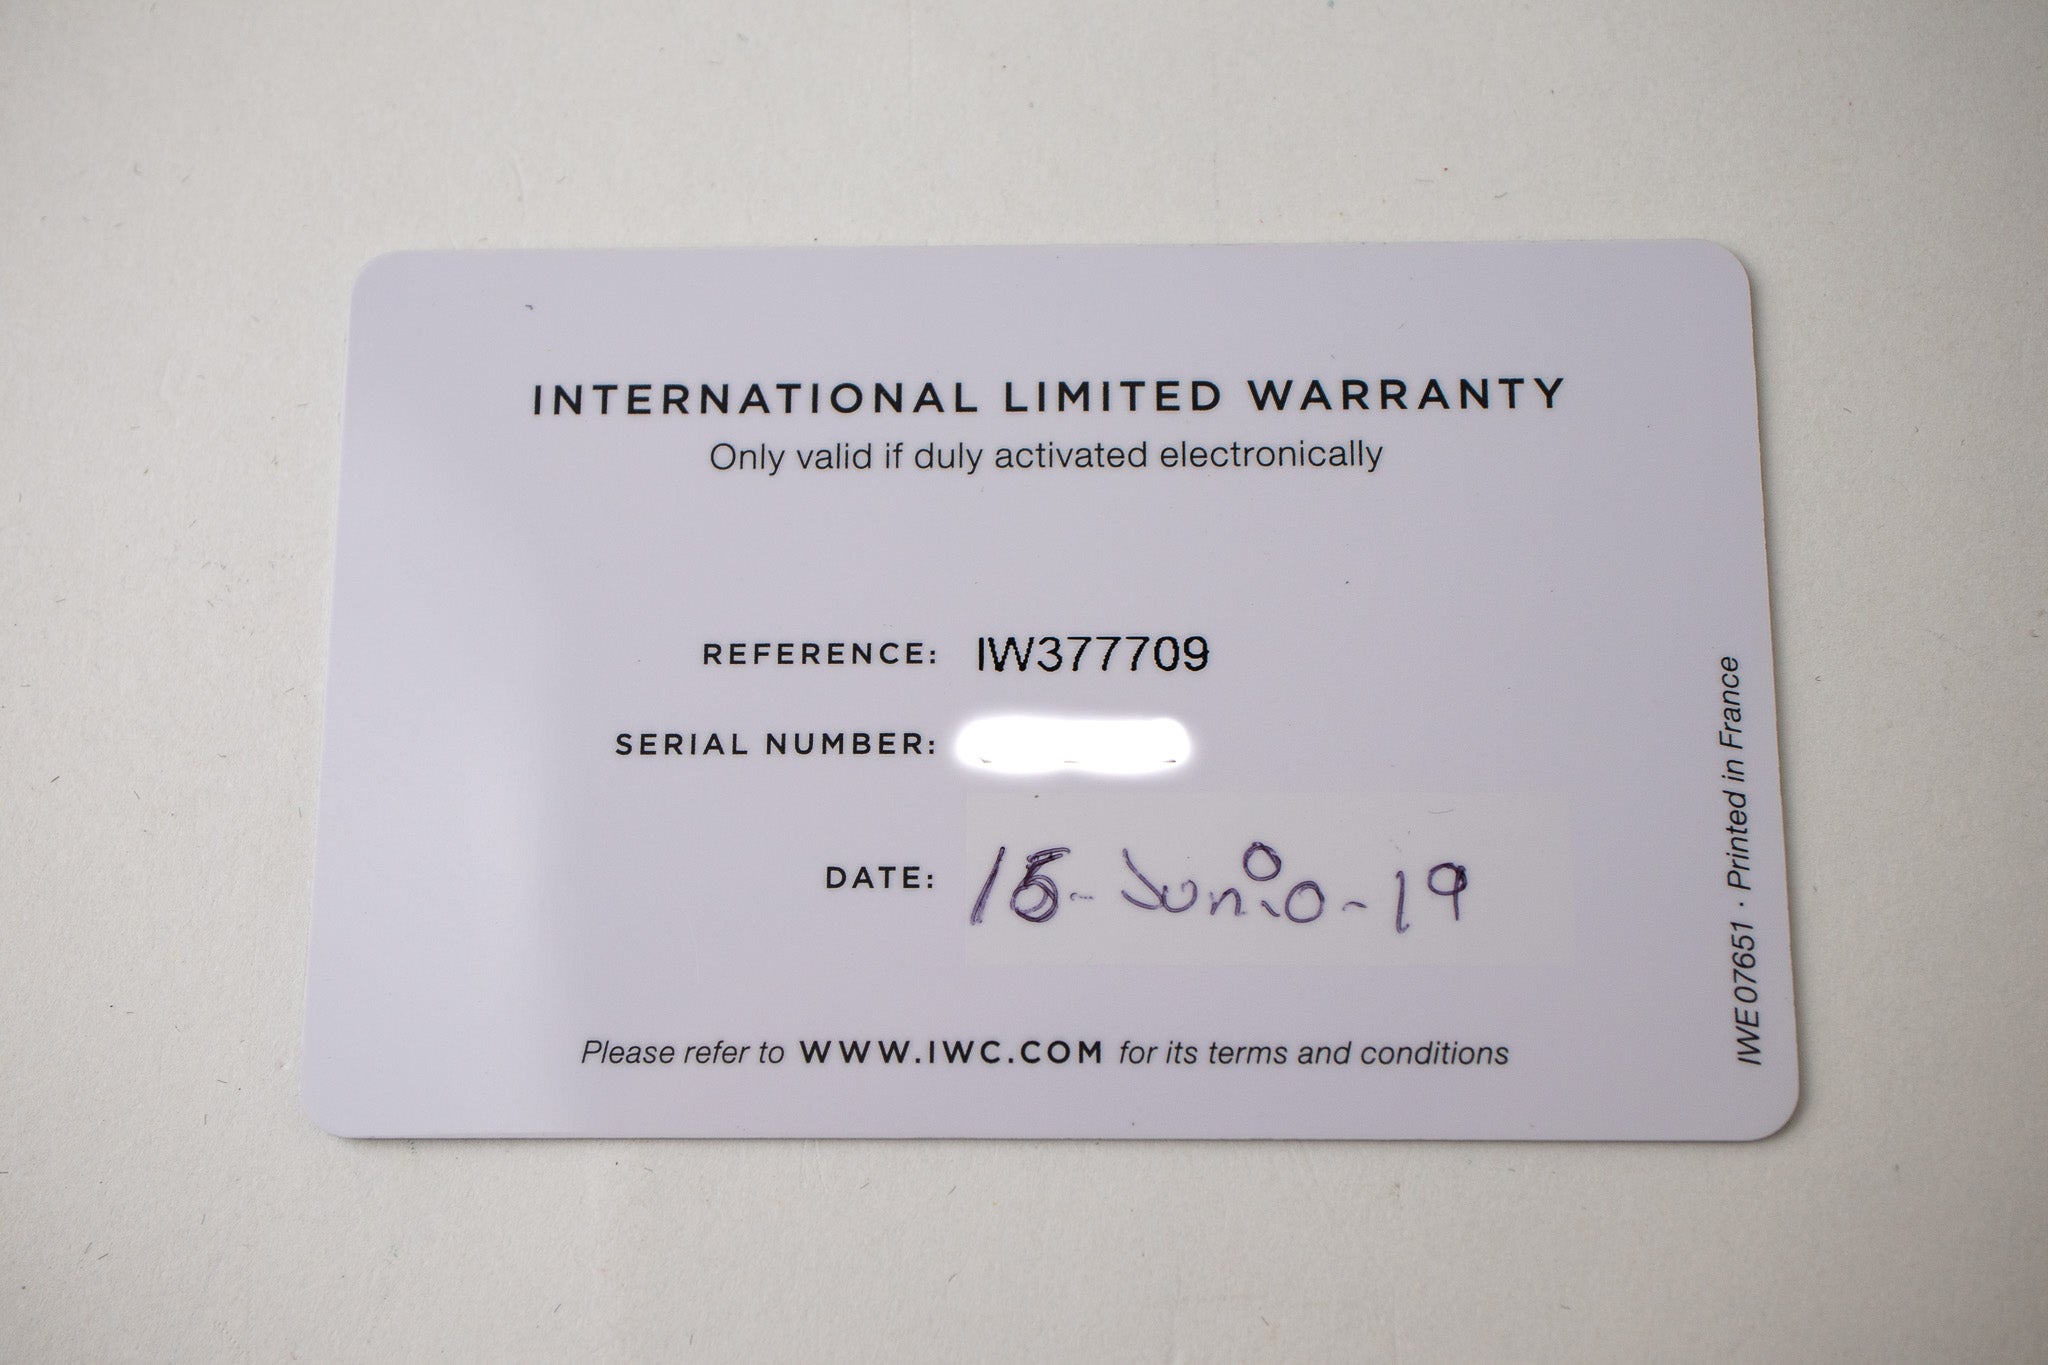 INTERNATIONAL LIMITED WARRANTY
Only valid if duly activated electronically
REFERENCE: IW377709
SERIAL NUMBER:
DATE: -Junio-19
Please refer to WWW.IWC.COM for its terms and conditions
IWE 07651 · Printed in France